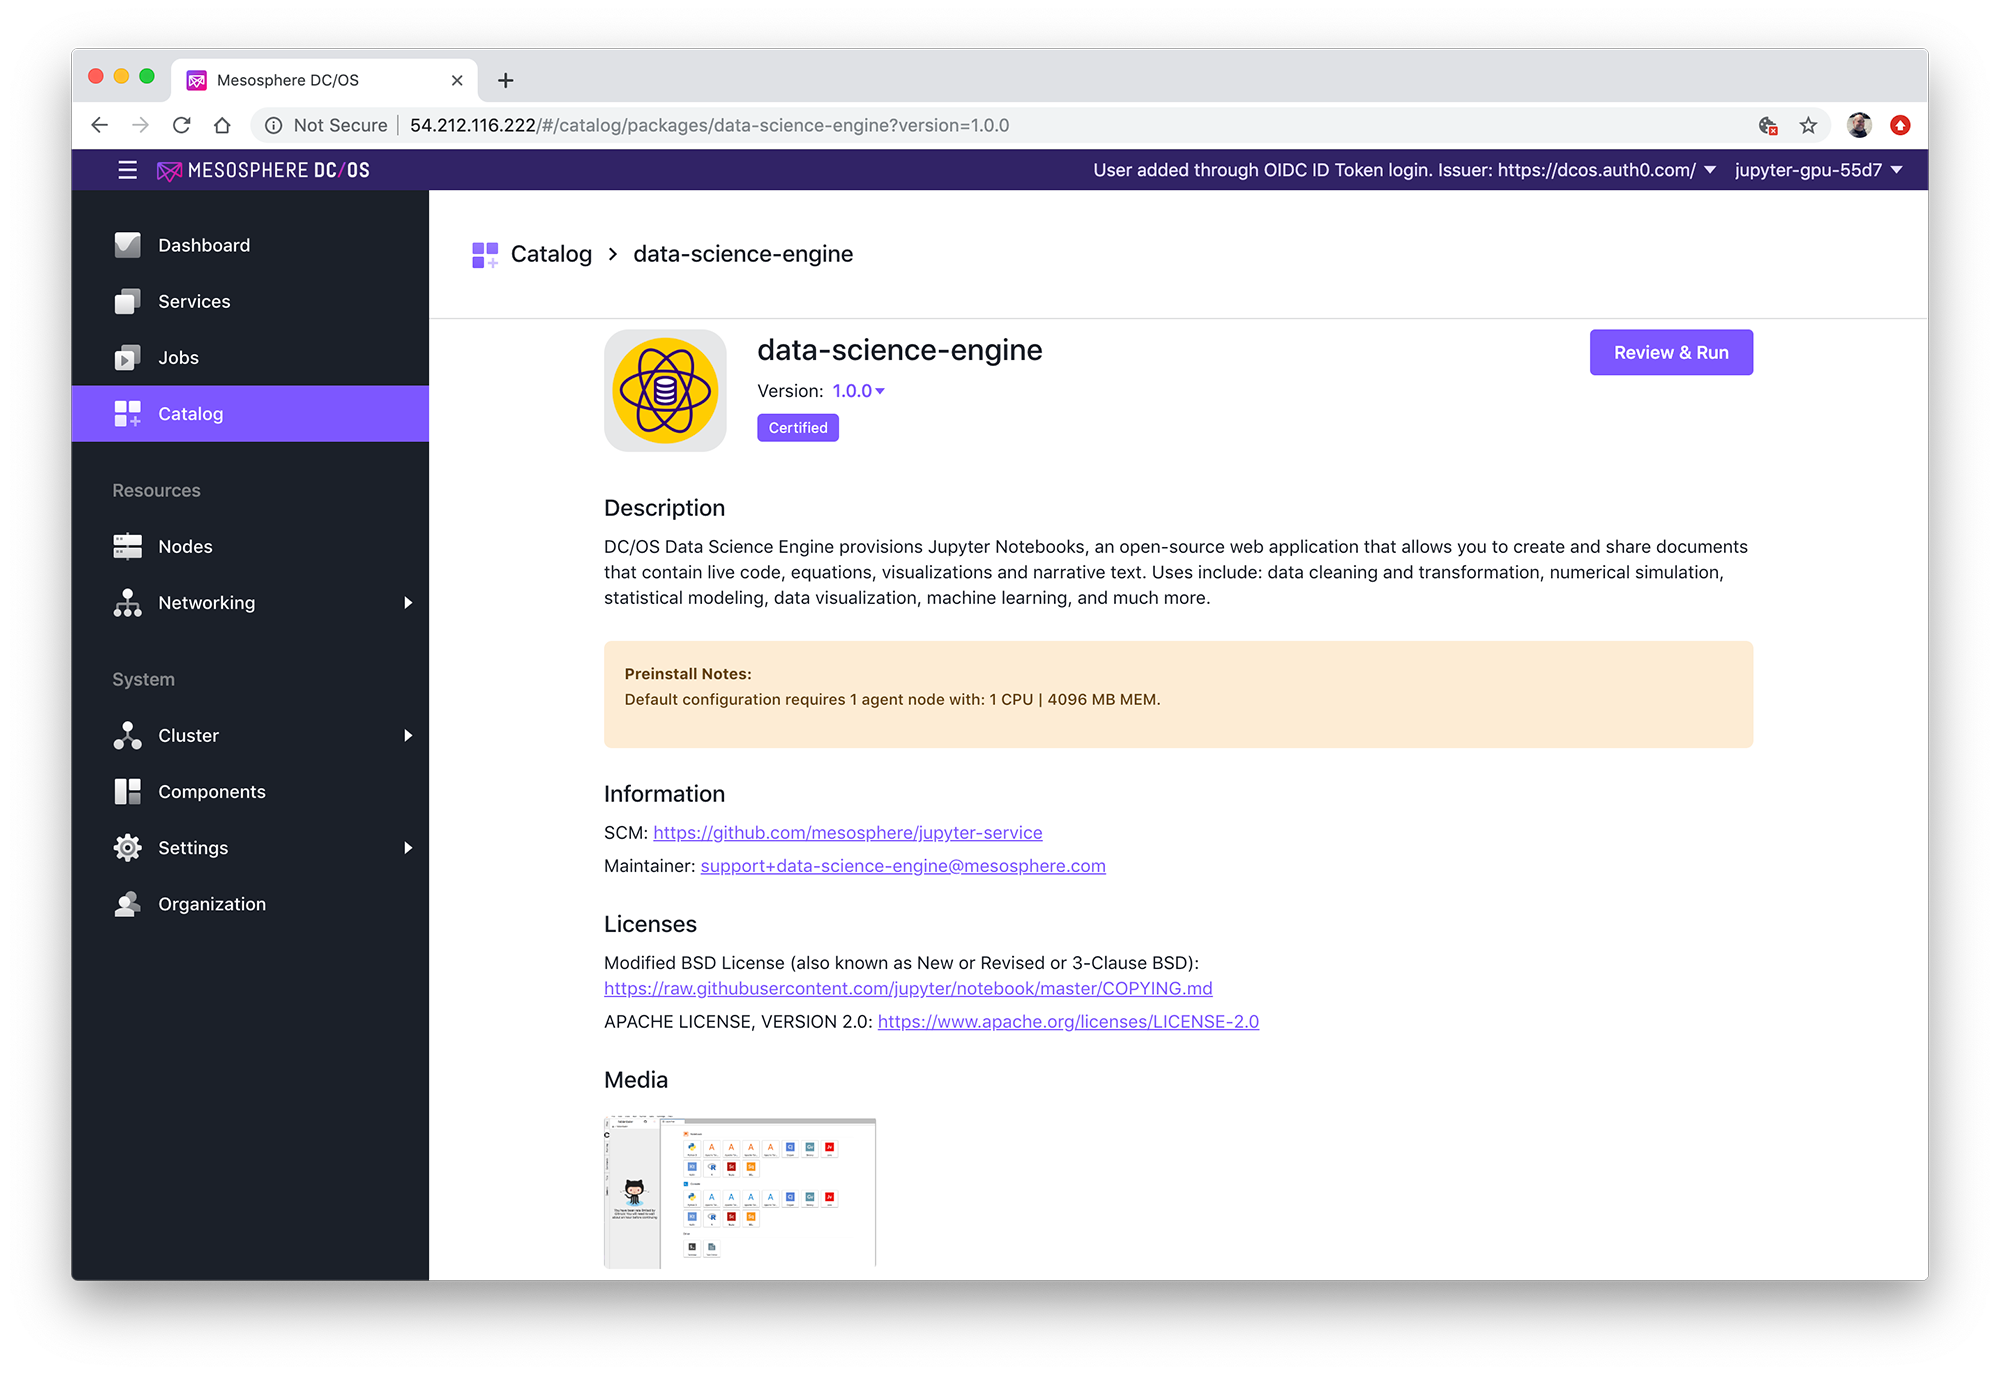 Mesosphere DC/OS
Not Secure
54.212.116.222/#/catalog/packages/data-science-engine?version=1.0.0
MESOSPHERE DC/OS
User added through OIDC ID Token login. Issuer: https://dcos.auth0.com/
jupyter-gpu-55d7
Dashboard
Services
Jobs
Catalog
Resources
Nodes
Networking
System
Cluster
Components
Settings
Organization
Catalog > data-science-engine
data-science-engine
Review & Run
Version: 1.0.0
Certified
Description
DC/OS Data Science Engine provisions Jupyter Notebooks, an open-source web application that allows you to create and share documents
that contain live code, equations, visualizations and narrative text. Uses include: data cleaning and transformation, numerical simulation,
statistical modeling, data visualization, machine learning, and much more.
Preinstall Notes:
Default configuration requires 1 agent node with: 1 CPU | 4096 MB MEM.
Information
SCM: https://github.com/mesosphere/jupyter-service
Maintainer: support+data-science-engine@mesosphere.com
Licenses
Modified BSD License (also known as New or Revised or 3-Clause BSD):
https://raw.githubusercontent.com/jupyter/notebook/master/COPYING.md
APACHE LICENSE, VERSION 2.0: https://www.apache.org/licenses/LICENSE-2.0
Media